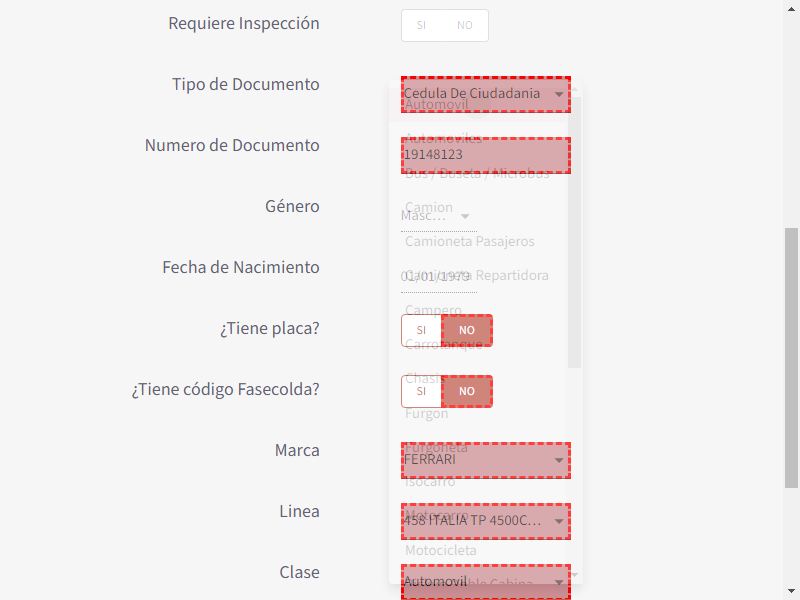 Requiere Inspección SI NO
Tipo de Documento Cedula De Ciudadania
Automovil
Numero de Documento Automoviles
19148123
Bus / Buseta / Microbus
Género Camion
Masc...
Camioneta Pasajeros
Fecha de Nacimiento 01/01/1979
Camioneta Repartidora
Campero
¿Tiene placa? SI NO
Carrotanque
Chasis
¿Tiene código Fasecolda? SI NO
Furgon
Marca Furgoneta
FERRARI
Isocarro
Linea Motocarro
458 ITALIA TP 4500C...
Motocicleta
Clase Automovil
Cabina